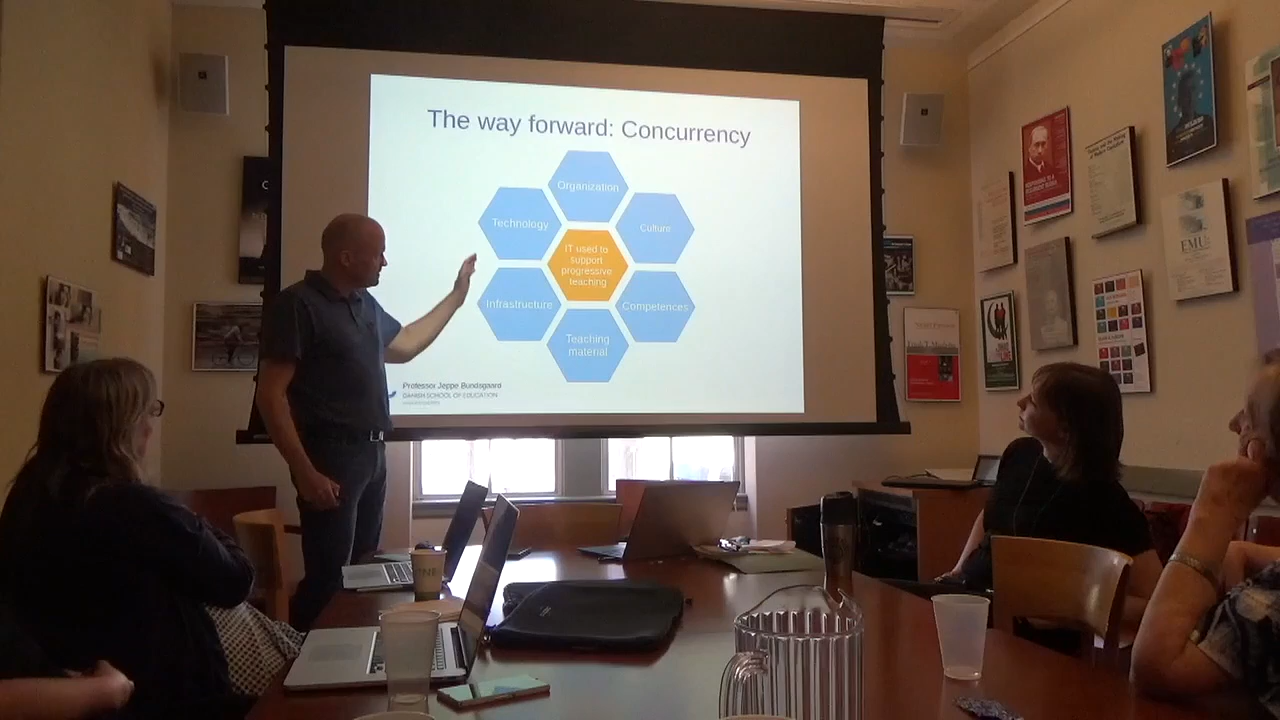 The way forward: Concurrency
Organization
Technology
Culture
IT used to
support
progressive
teaching
Infrastructure
Competences
Teaching
material
Professor Jeppe Bundsgaard
DANISH SCHOOL OF EDUCATION
EMU